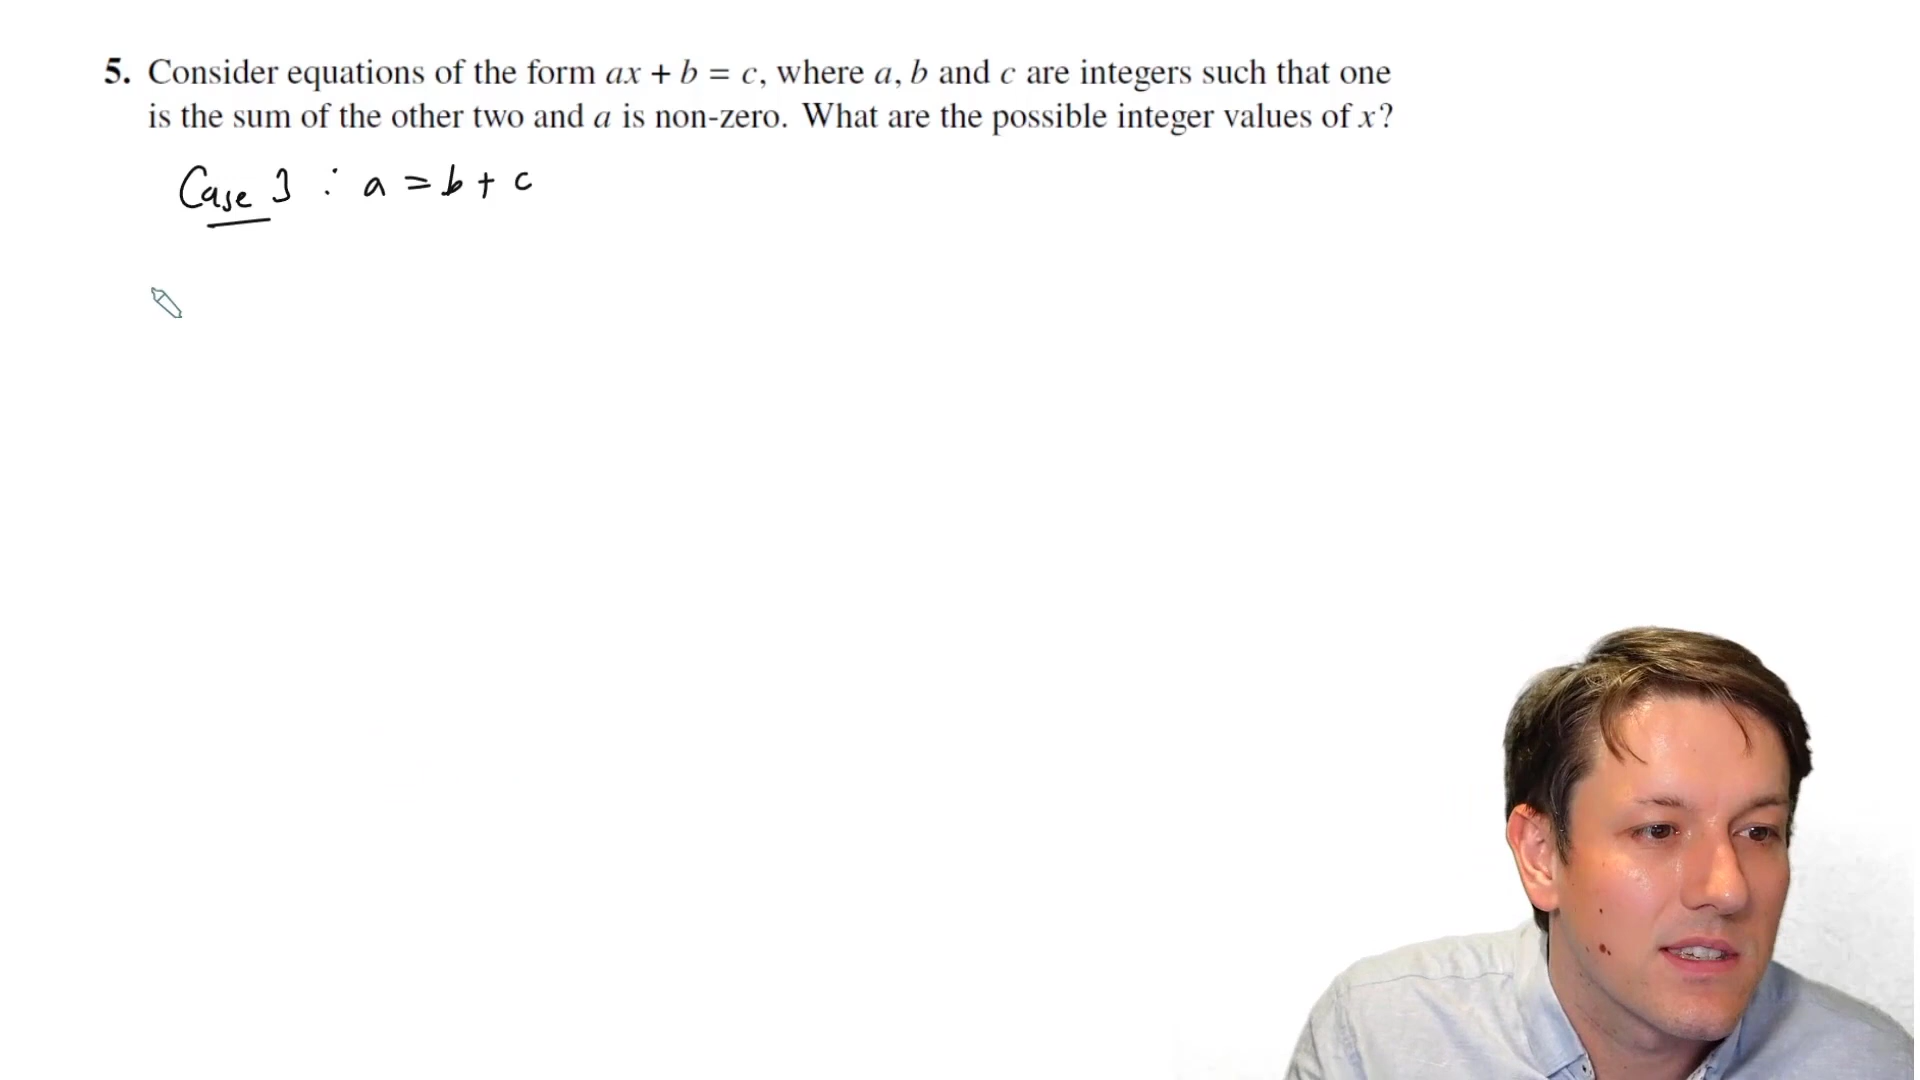 5. Consider equations of the form ax + b = c, where a, b and c are integers such that one
is the sum of the other two and a is non-zero. What are the possible integer values of x?
Case 3 : a = b + c